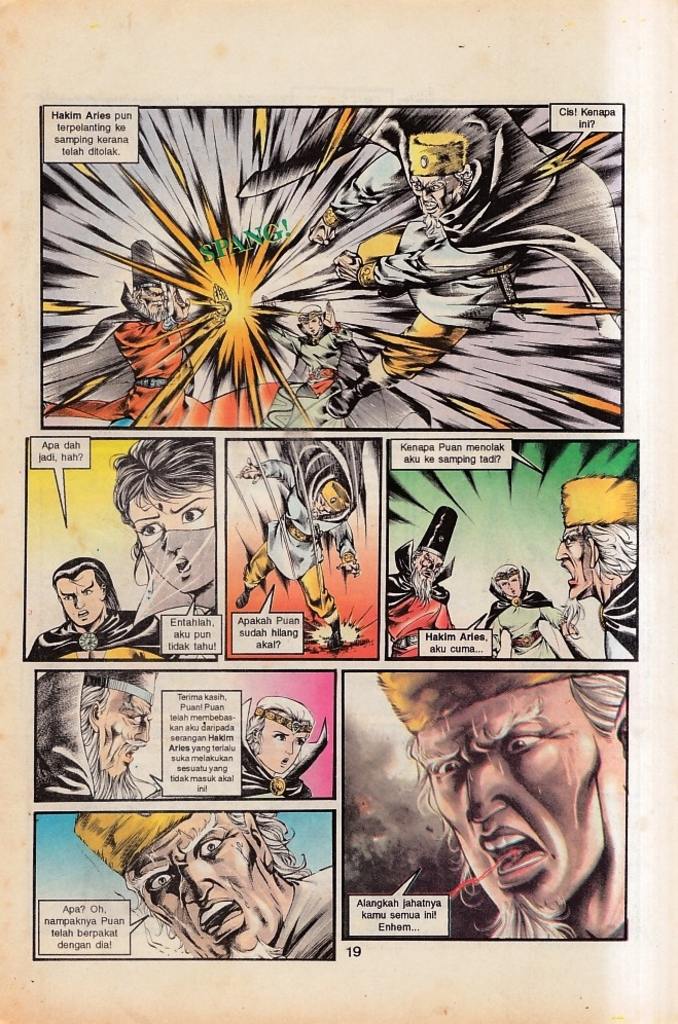 Hakim Aries pun
terpelanting ke
samping kerana
telah ditolak.
Cis! Kenapa
ini?
SPANG!
Apa dah
jadi, hah?
Entahlah,
aku pun
tidak tahu!
Apakah Puan
sudah hilang
akal?
Kenapa Puan menolak
aku ke samping tadi?
Hakim Aries,
aku cuma...
Terima kasih,
Puan! Puan
telah membebas-
kan aku daripada
serangan Hakim
Aries yang terlalu
suka melakukan
sesuatu yang
tidak masuk akal
ini!
Apa? Oh,
nampaknya Puan
telah berpakat
dengan dia!
Alangkah jahatnya
kamu semua ini!
Enhem...
19